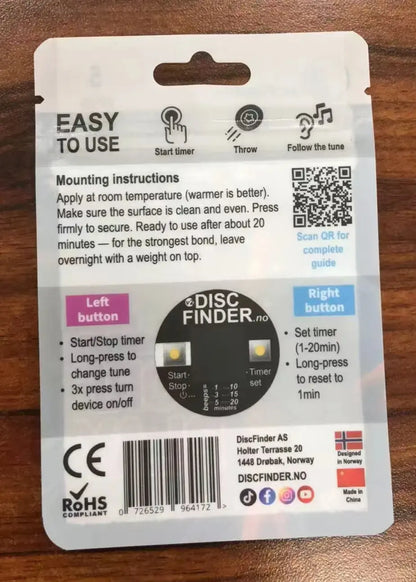 EASY
TO USE
Start timer
Throw
Follow the tune
Mounting instructions
Apply at room temperature (warmer is better).
Make sure the surface is clean and even. Press
firmly to secure. Ready to use after about 20
minutes — for the strongest bond, leave
overnight with a weight on top.
Scan QR for
complete
guide
Left
button
• Start/Stop timer
• Long-press to
change tune
• 3x press turn
device on/off
V2 DISC
FINDER.no
Start
Stop
Timer
set
beeps
1 ... 10
3 ... 15
5 ... 20
minutes
Right
button
• Set timer
(1-20min)
• Long-press
to reset to
1min
CE
RoHS
COMPLIANT
0 726529 964172 >
DiscFinder AS
Holter Terrasse 20
1448 Drøbak, Norway
DISCFINDER.NO
Designed
in Norway
Made in
China